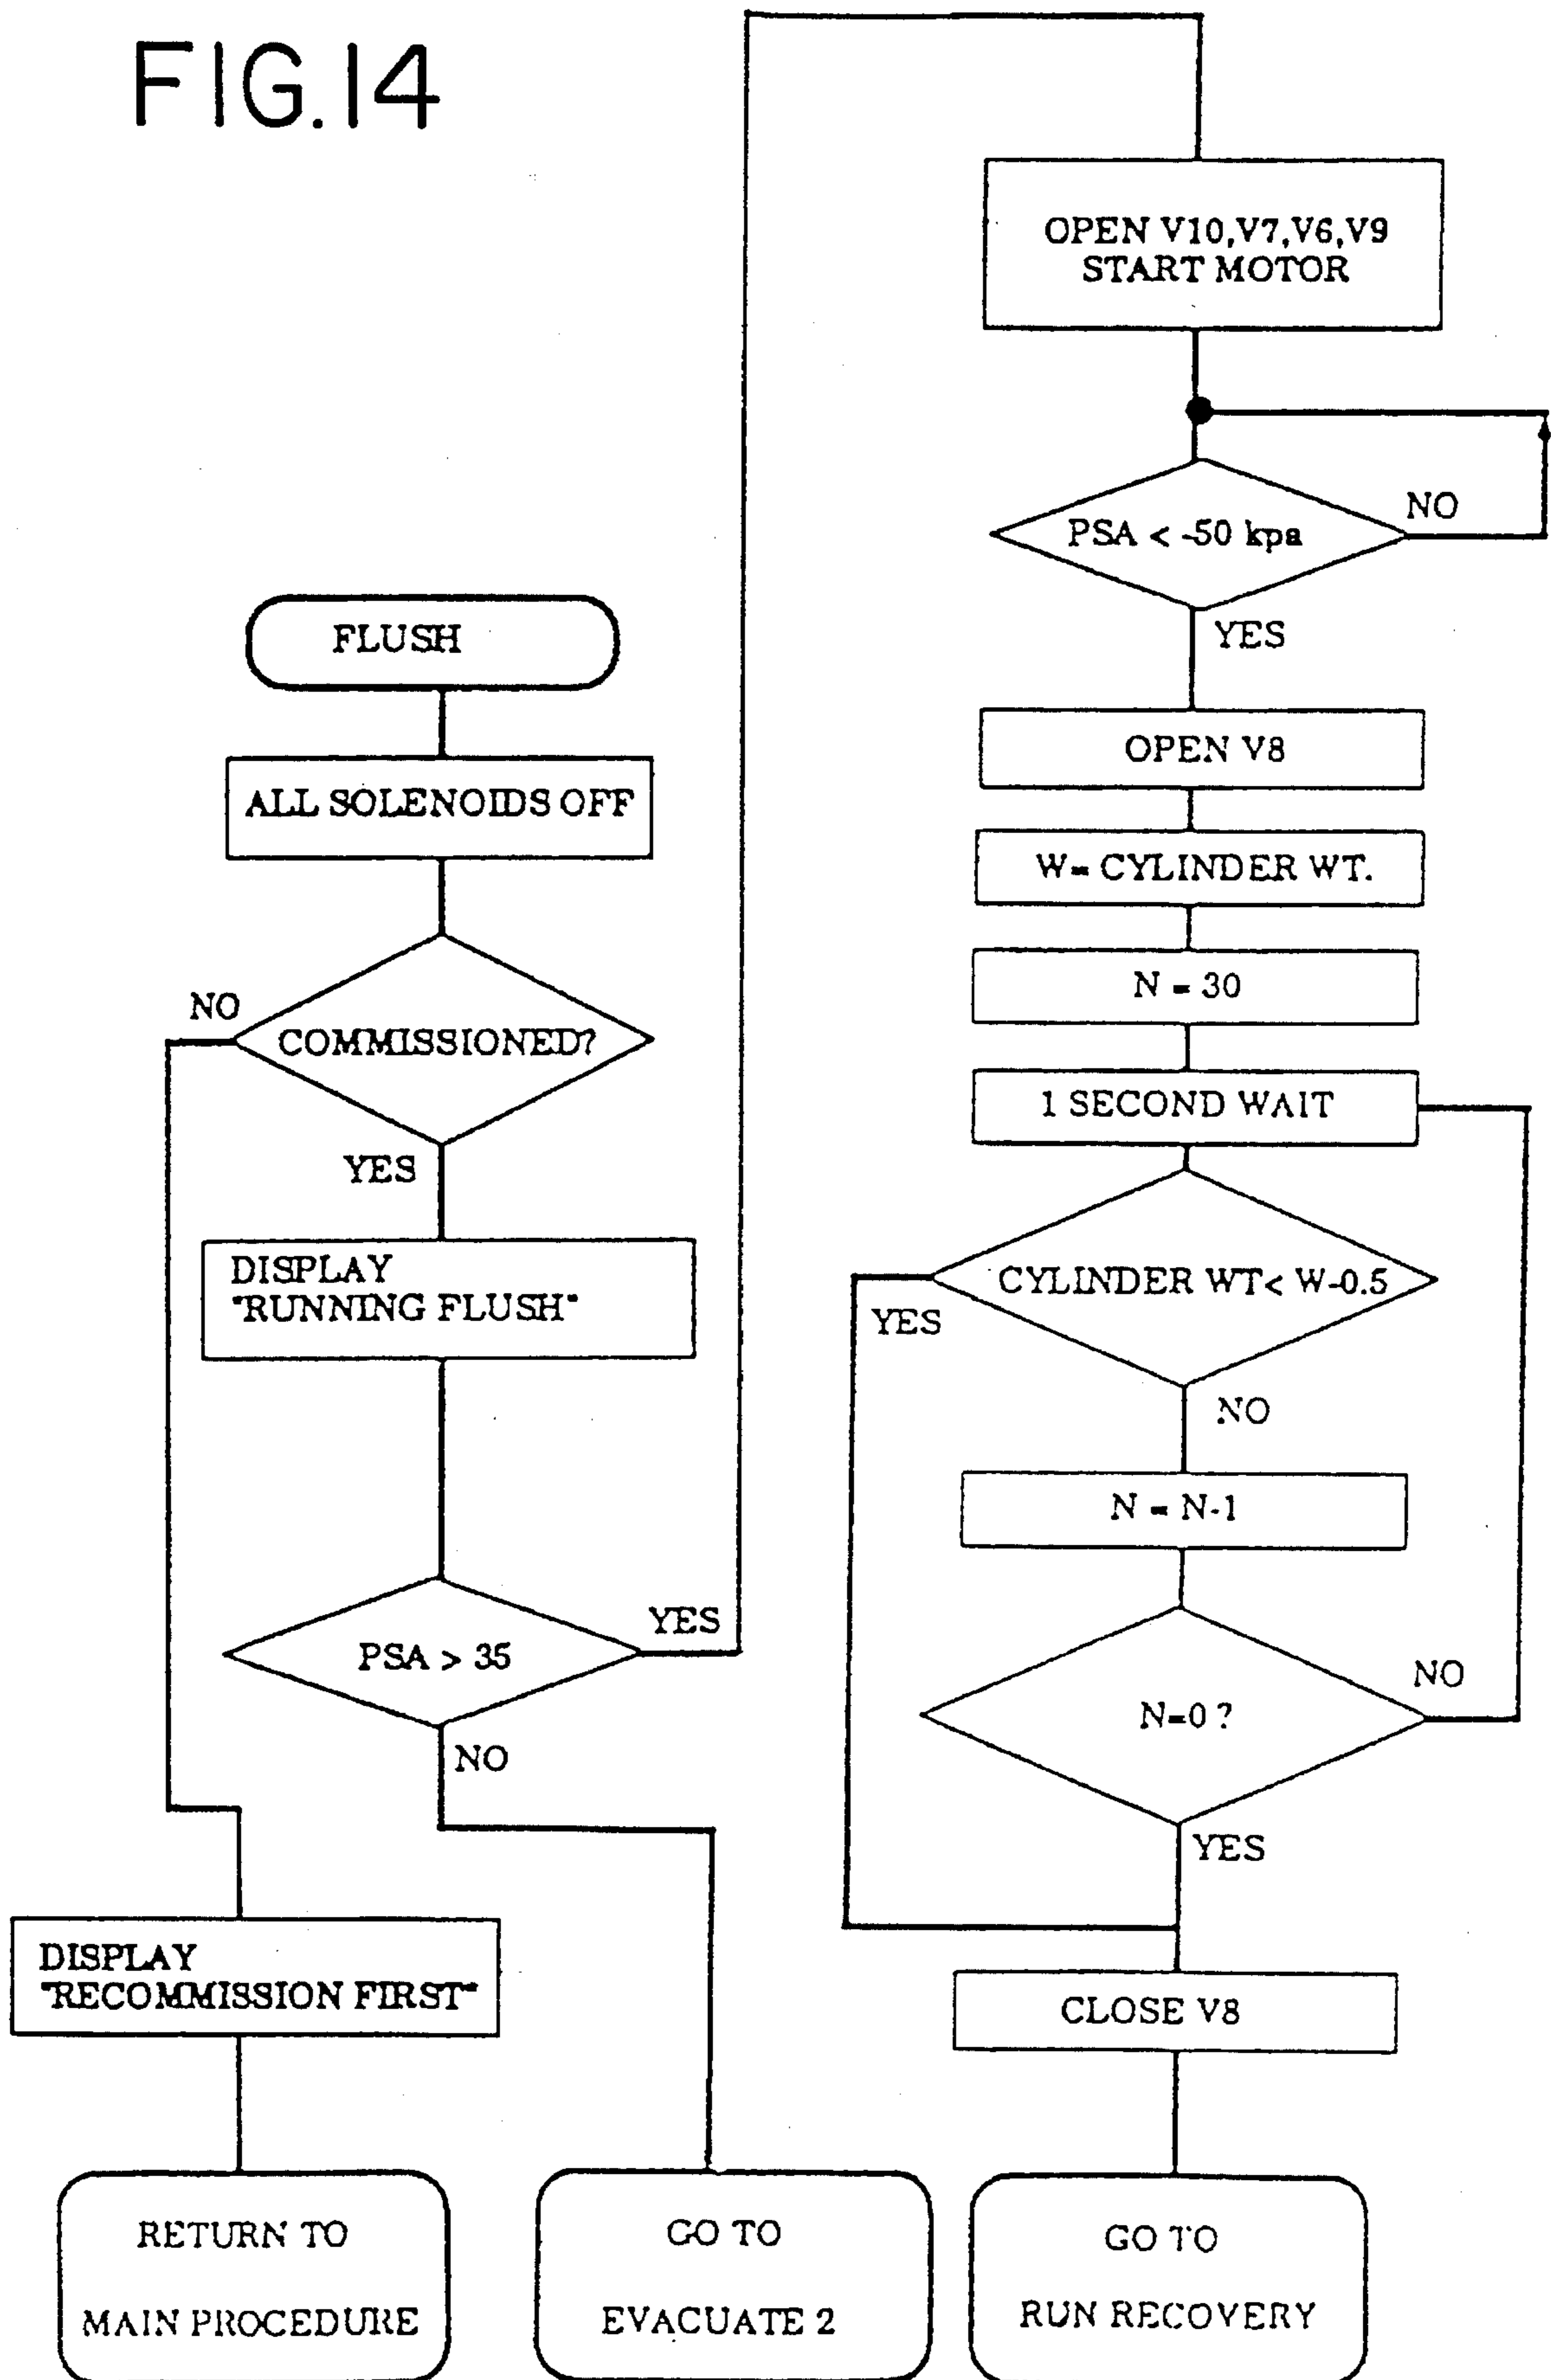 FIG.14
FLUSH
ALL SOLENOIDS OFF
NO
COMMISSIONED?
YES
DISPLAY
"RUNNING FLUSH"
PSA > 35
YES
NO
DISPLAY
"RECOMMISSION FIRST"
RETURN TO
MAIN PROCEDURE
GO TO
EVACUATE 2
OPEN V10,V7,V6,V9
START MOTOR
PSA < -50 kpa
NO
YES
OPEN V8
W= CYLINDER WT.
N = 30
1 SECOND WAIT
CYLINDER WT< W-0.5
YES
NO
N = N-1
N=0 ?
NO
YES
CLOSE V8
GO TO
RUN RECOVERY